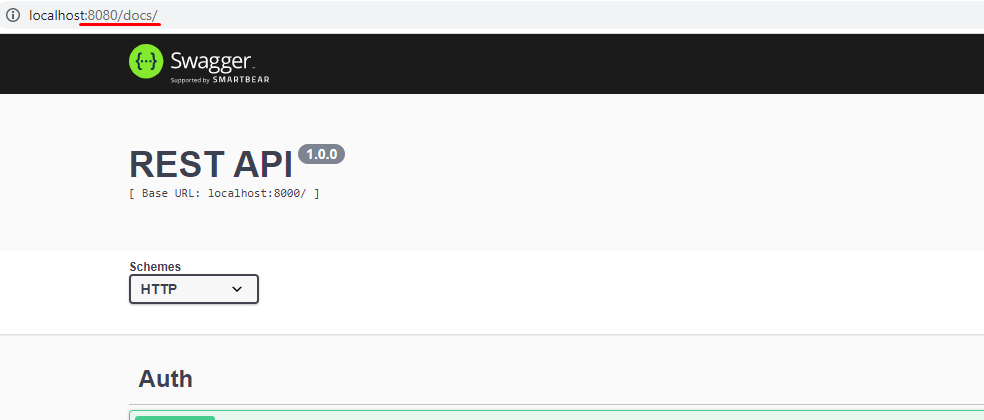 localhost:8080/docs/
Swagger
Supported by SMARTBEAR
REST API 1.0.0
[ Base URL: localhost:8000/ ]
Schemes
HTTP
Auth